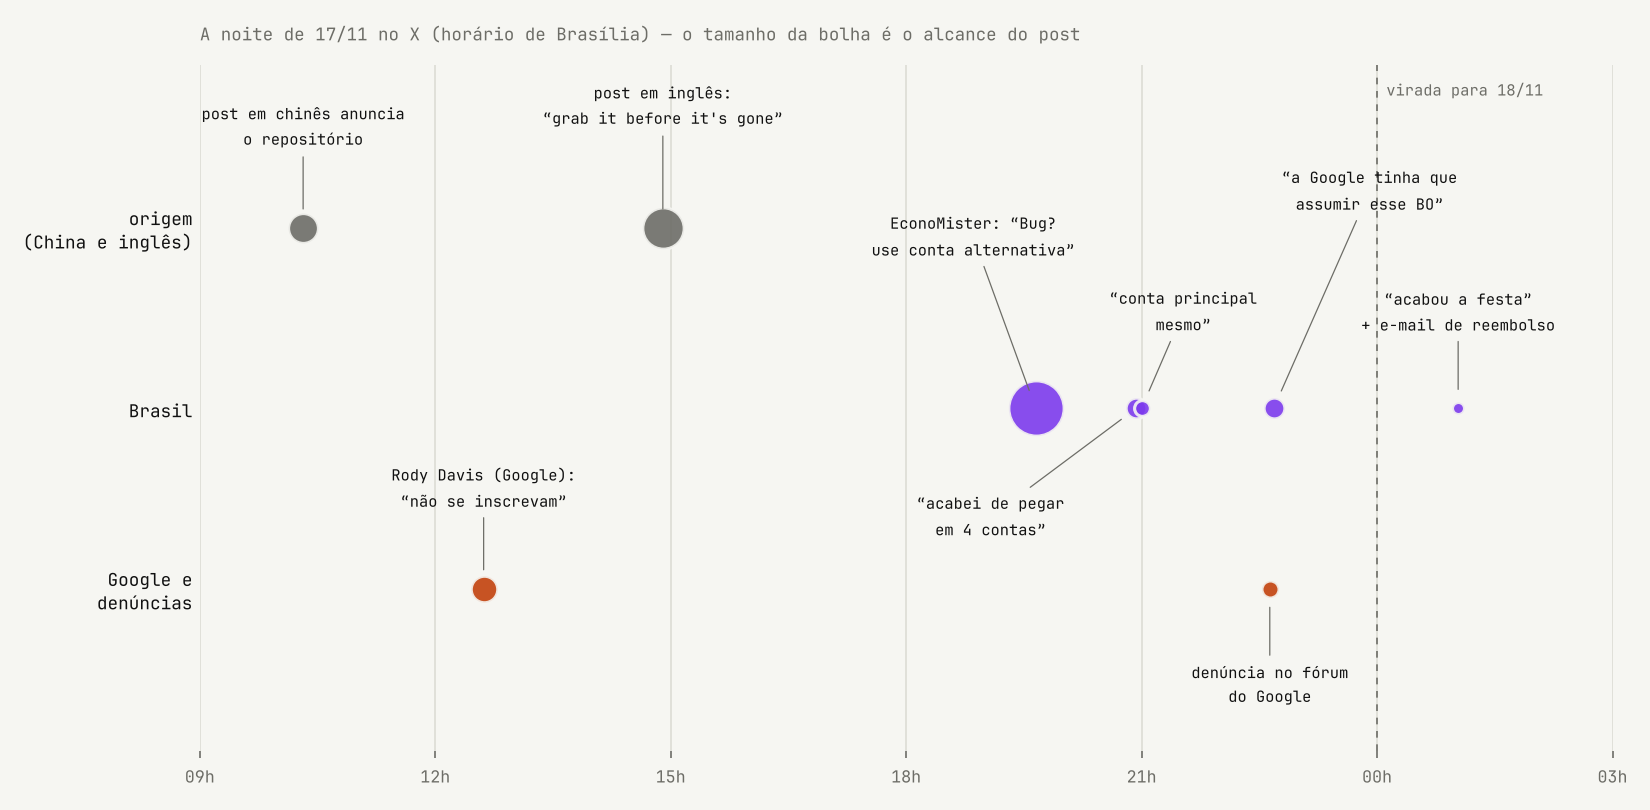 A noite de 17/11 no X (horário de Brasília) — o tamanho da bolha é o alcance do post
virada para 18/11
post em chinês anuncia
o repositório
post em inglês:
“grab it before it's gone”
origem
(China e inglês)
EconoMister: “Bug?
use conta alternativa”
“conta principal
mesmo”
“a Google tinha que
assumir esse BO”
“acabou a festa”
+ e-mail de reembolso
Brasil
“acabei de pegar
em 4 contas”
Rody Davis (Google):
“não se inscrevam”
Google e
denúncias
denúncia no fórum
do Google
09h 12h 15h 18h 21h 00h 03h